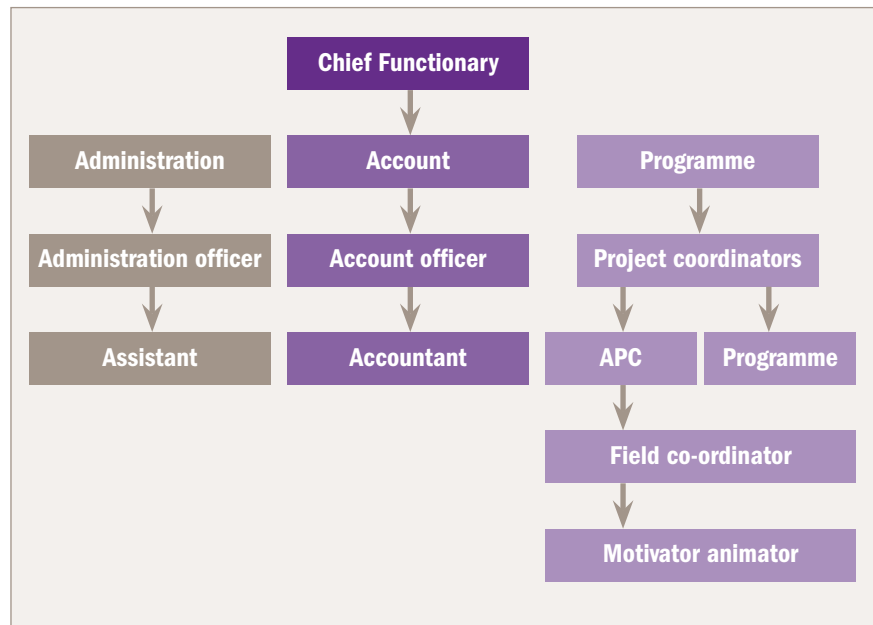 Chief Functionary
Administration
Account
Programme
Administration officer
Account officer
Project coordinators
Assistant
Accountant
APC
Programme
Field co-ordinator
Motivator animator